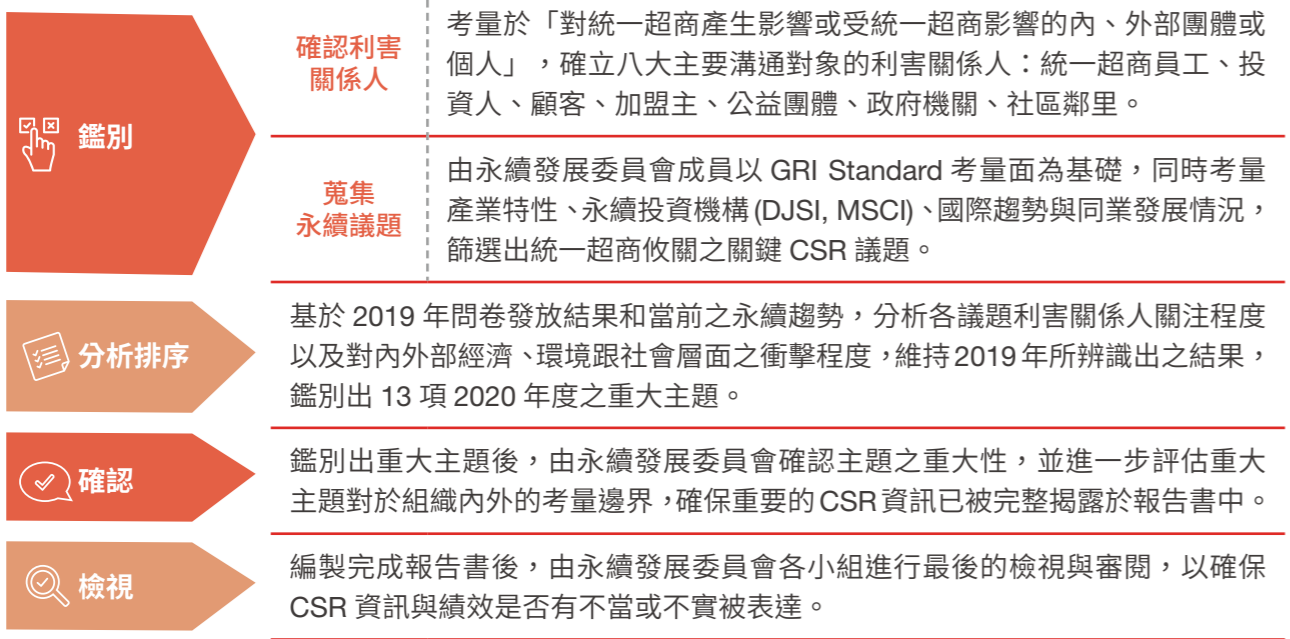 鑑別
確認利害
關係人
考量於「對統一超商產生影響或受統一超商影響的內、外部團體或
個人」，確立八大主要溝通對象的利害關係人：統一超商員工、投
資人、顧客、加盟主、公益團體、政府機關、社區鄰里。
蒐集
永續議題
由永續發展委員會成員以 GRI Standard 考量面為基礎，同時考量
產業特性、永續投資機構 (DJSI, MSCI)、國際趨勢與同業發展情況，
篩選出統一超商攸關之關鍵 CSR 議題。
分析排序
基於 2019 年問卷發放結果和當前之永續趨勢，分析各議題利害關係人關注程度
以及對內外部經濟、環境跟社會層面之衝擊程度，維持 2019 年所辨識出之結果，
鑑別出 13 項 2020 年度之重大主題。
確認
鑑別出重大主題後，由永續發展委員會確認主題之重大性，並進一步評估重大
主題對於組織內外的考量邊界，確保重要的 CSR 資訊已被完整揭露於報告書中。
檢視
編製完成報告書後，由永續發展委員會各小組進行最後的檢視與審閱，以確保
CSR 資訊與績效是否有不當或不實被表達。